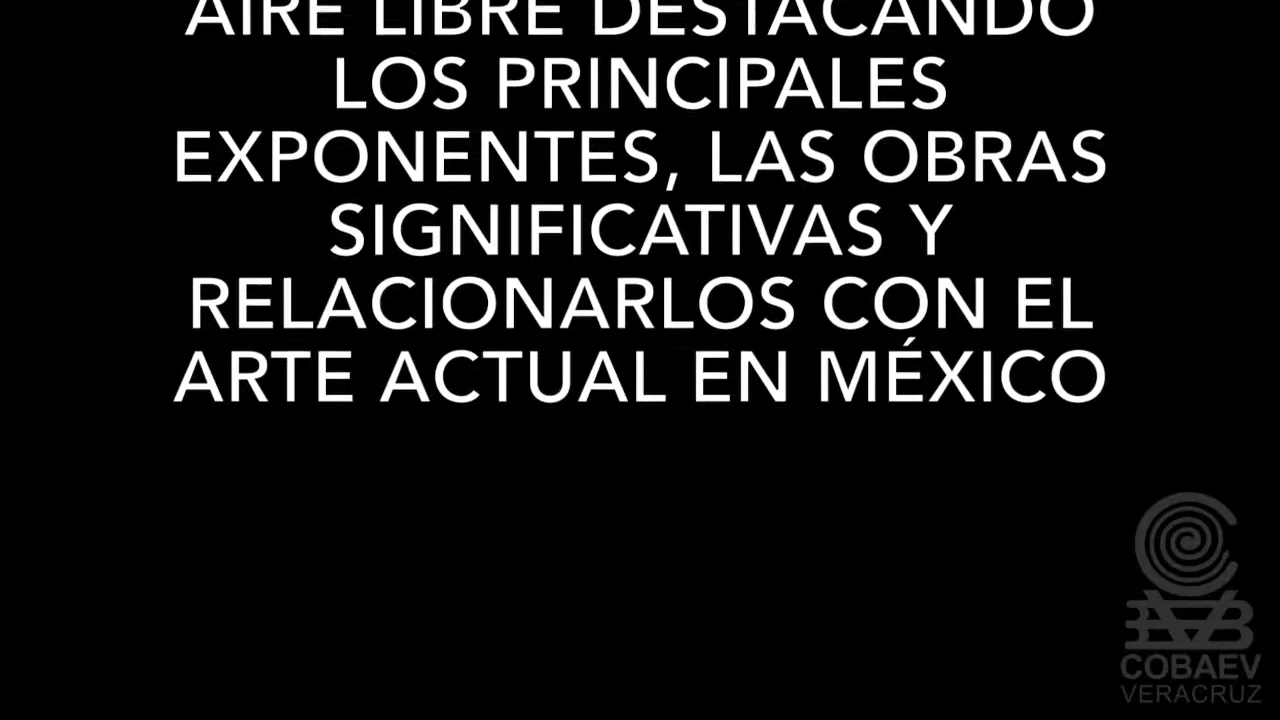 AIRE LIBRE DESTACANDO
LOS PRINCIPALES
EXPONENTES, LAS OBRAS
SIGNIFICATIVAS Y
RELACIONARLOS CON EL
ARTE ACTUAL EN MÉXICO
COBAEV
VERACRUZ